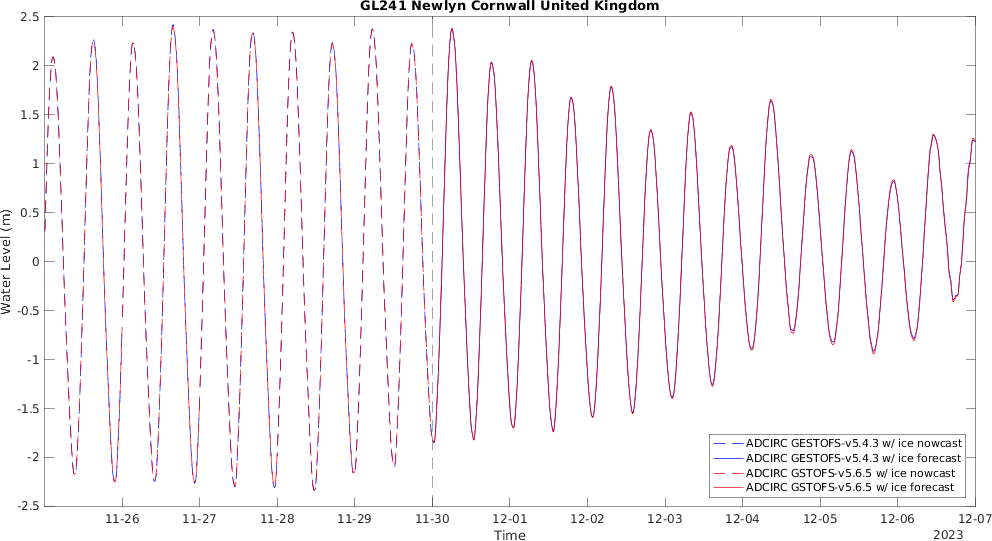 GL241 Newlyn Cornwall United Kingdom
2.5
2
1.5
1
0.5
0
-0.5
-1
-1.5
-2
-2.5
Water Level (m)
11-26 11-27 11-28 11-29 11-30 12-01 12-02 12-03 12-04 12-05 12-06 12-07
Time
2023
ADCIRC GESTOFS-v5.4.3 w/ ice nowcast
ADCIRC GESTOFS-v5.4.3 w/ ice forecast
ADCIRC GSTOFS-v5.6.5 w/ ice nowcast
ADCIRC GSTOFS-v5.6.5 w/ ice forecast